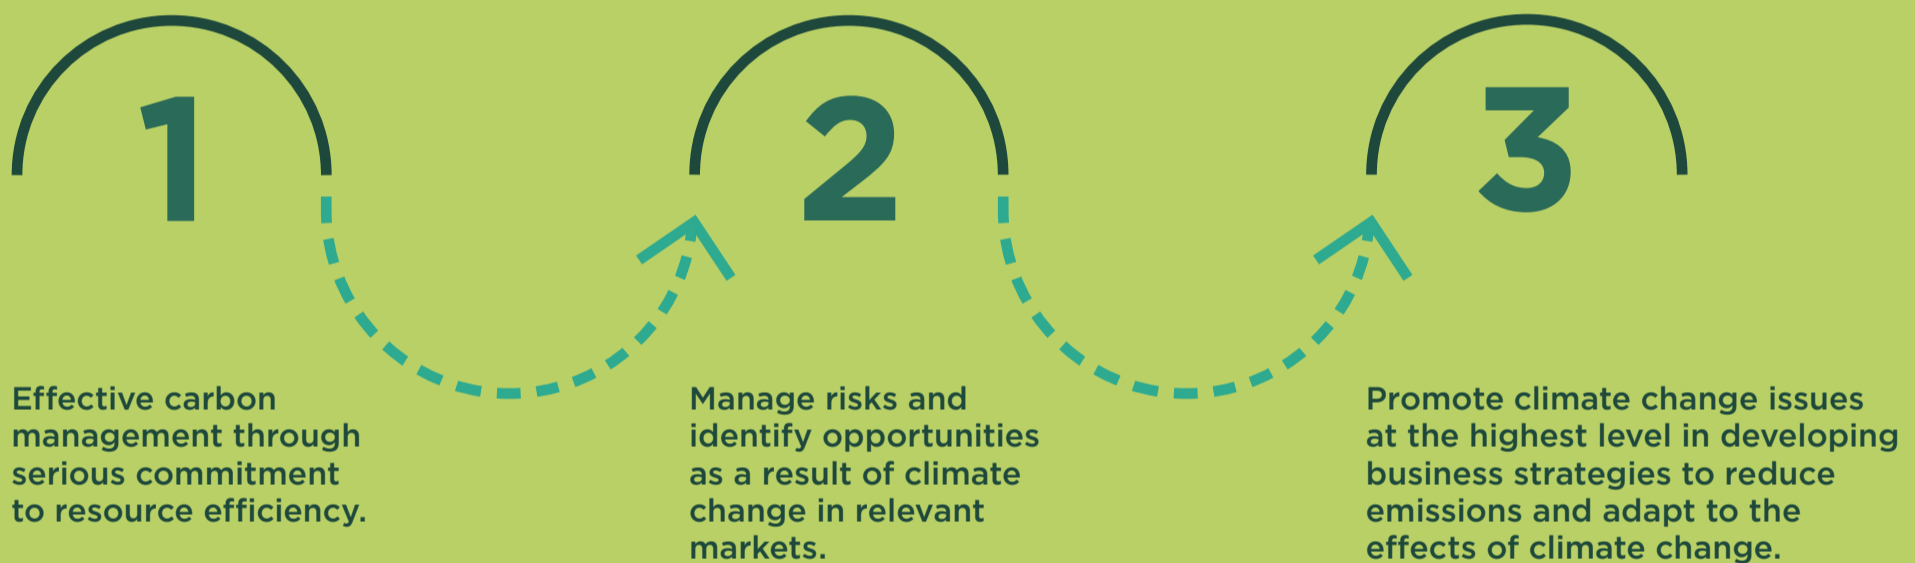 1
Effective carbon
management through
serious commitment
to resource efficiency.
2
Manage risks and
identify opportunities
as a result of climate
change in relevant
markets.
3
Promote climate change issues
at the highest level in developing
business strategies to reduce
emissions and adapt to the
effects of climate change.